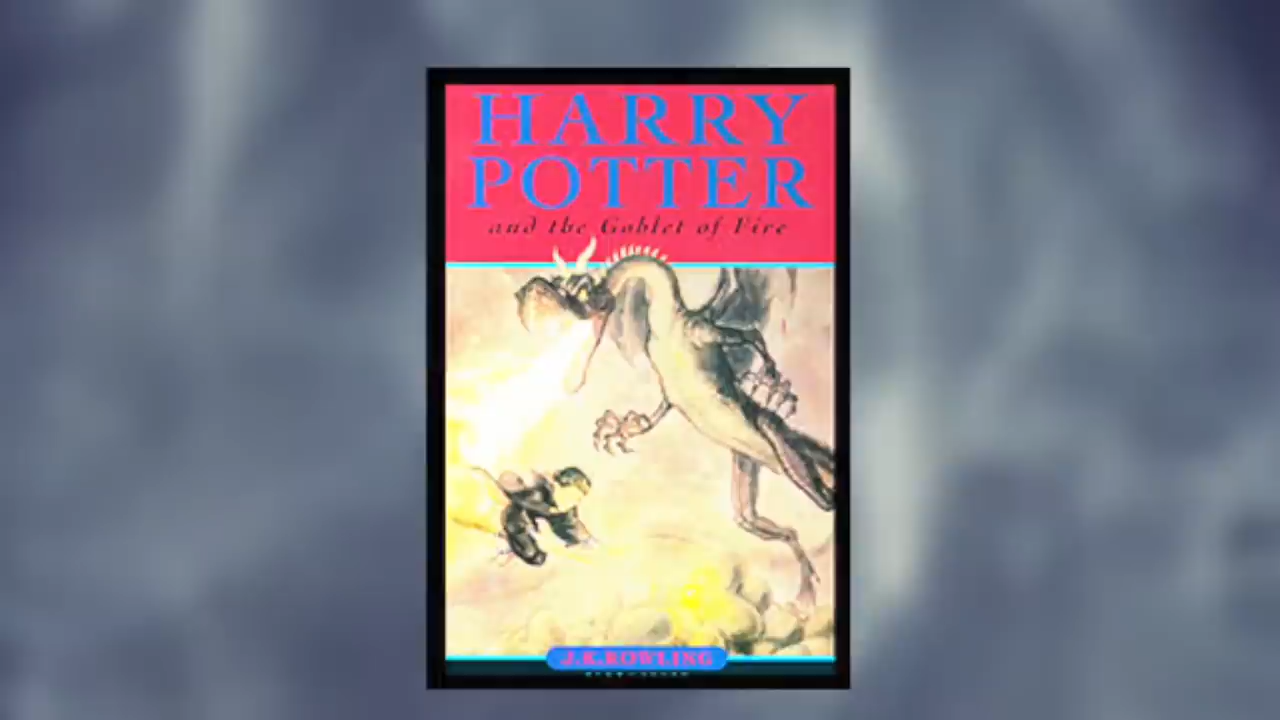 HARRY
POTTER
and the Goblet of Fire
J.K.ROWLING